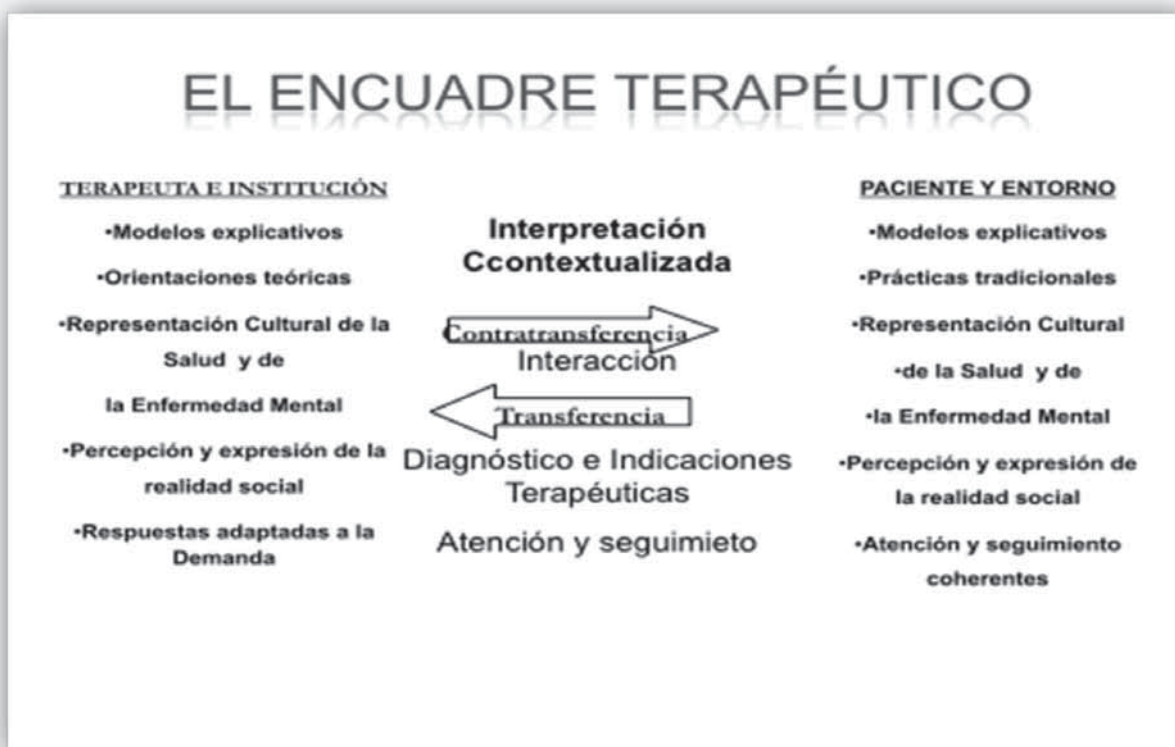 EL ENCUADRE TERAPÉUTICO
TERAPEUTA E INSTITUCIÓN
•Modelos explicativos
•Orientaciones teóricas
•Representación Cultural de la
Salud y de
la Enfermedad Mental
•Percepción y expresión de la
realidad social
•Respuestas adaptadas a la
Demanda
Interpretación
Ccontextualizada
Contratransferencia
Interacción
Transferencia
Diagnóstico e Indicaciones
Terapéuticas
Atención y seguimieto
PACIENTE Y ENTORNO
•Modelos explicativos
•Prácticas tradicionales
•Representación Cultural
•de la Salud y de
•la Enfermedad Mental
•Percepción y expresión de
la realidad social
•Atención y seguimiento
coherentes